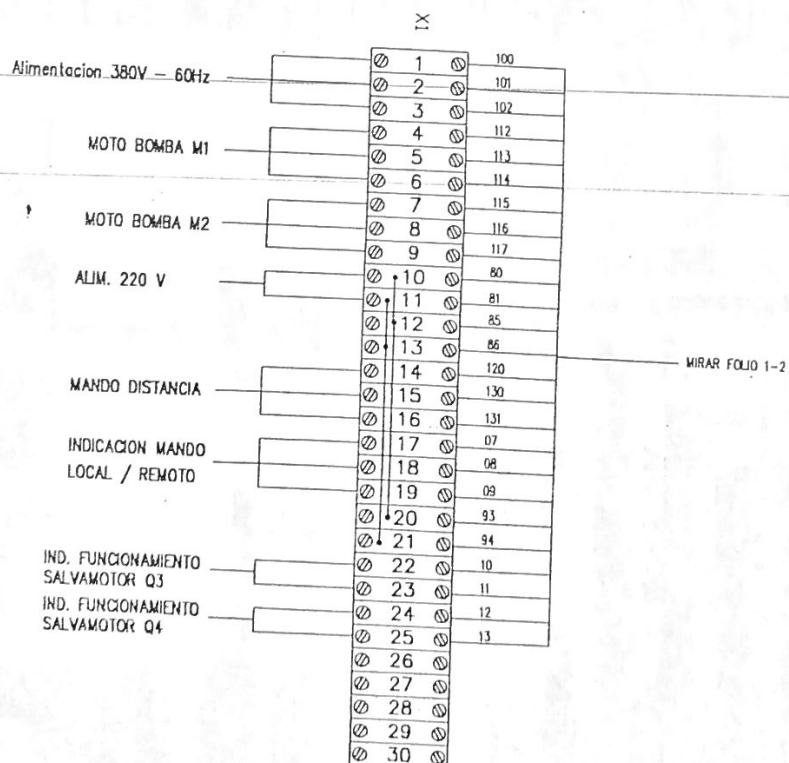 X1
Alimentacion 380V - 60Hz
MOTO BOMBA M1
MOTO BOMBA M2
ALIM. 220 V
MANDO DISTANCIA
INDICACION MANDO
LOCAL / REMOTO
IND. FUNCIONAMIENTO
SALVAMOTOR Q3
IND. FUNCIONAMIENTO
SALVAMOTOR Q4
1 100
2 101
3 102
4 112
5 113
6 114
7 115
8 116
9 117
10 80
11 81
12 85
13 86
14 120
15 130
16 131
17 07
18 08
19 09
20 93
21 94
22 10
23 11
24 12
25 13
26
27
28
29
30
MIRAR FOLIO 1-2